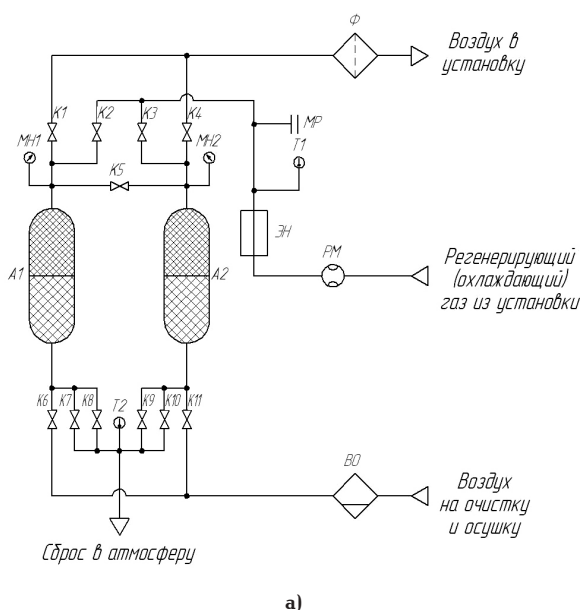 Ф
Воздух в
установку
К1
К2
К3
К4
МР
МН1
МН2
Т1
К5
ЭН
РМ
А1
А2
Регенерирующий
(охлаждающий)
газ из установки
К6
К7
К8
Т2
К9
К10
К11
ВО
Воздух
на очистку
и осушку
Сброс в атмосферу
а)